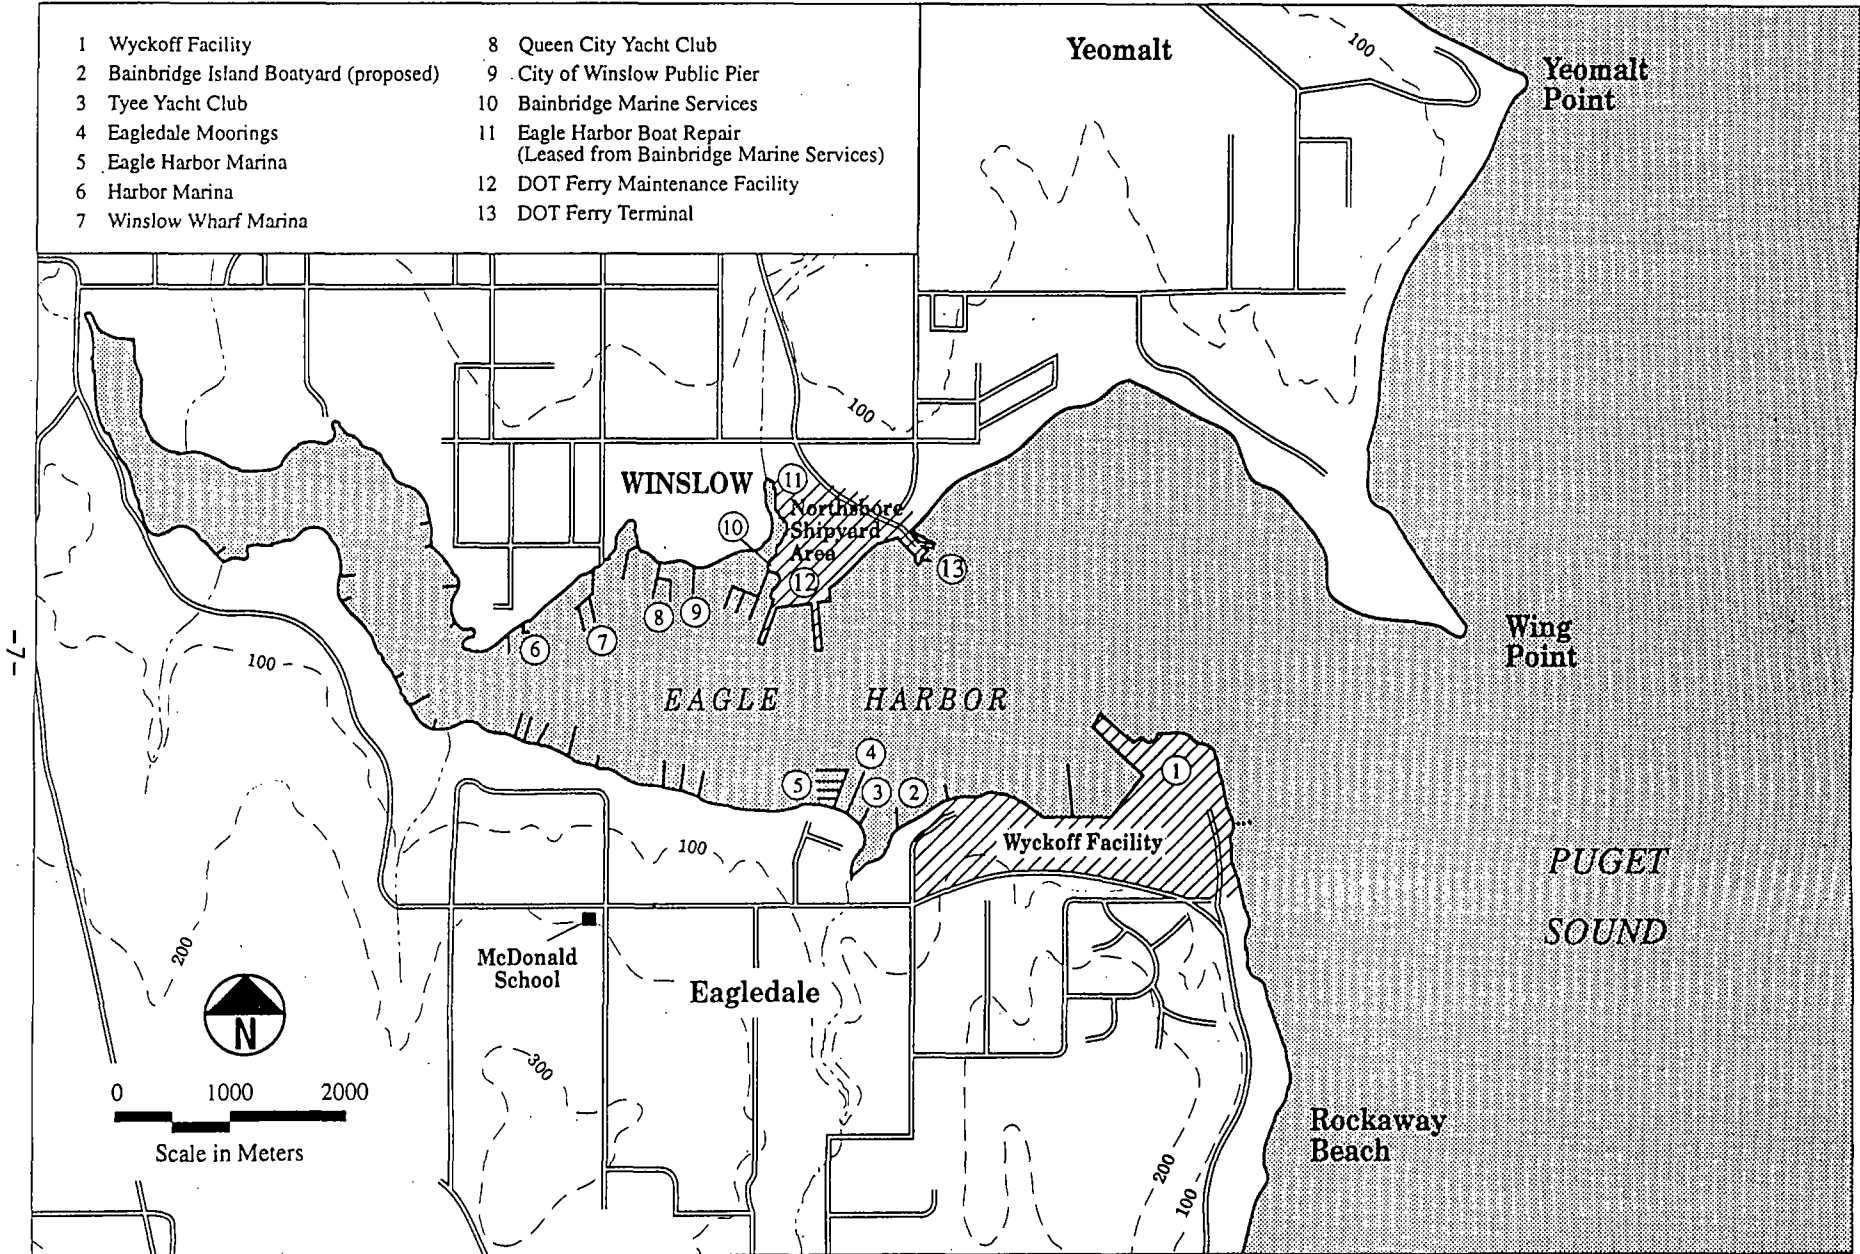 1 Wyckoff Facility
2 Bainbridge Island Boatyard (proposed)
3 Tyee Yacht Club
4 Eagledale Moorings
5 Eagle Harbor Marina
6 Harbor Marina
7 Winslow Wharf Marina
8 Queen City Yacht Club
9 City of Winslow Public Pier
10 Bainbridge Marine Services
11 Eagle Harbor Boat Repair
(Leased from Bainbridge Marine Services)
12 DOT Ferry Maintenance Facility
13 DOT Ferry Terminal
Yeomalt
100
Yeomalt
Point
100
WINSLOW
11
Northshore
Shipyard
Area
10
12
13
8
9
7
6
Wing
Point
-7-
100
EAGLE HARBOR
4
5
3
2
1
Wyckoff Facility
100
PUGET
SOUND
200
McDonald
School
Eagledale
N
300
0 1000 2000
Scale in Meters
Rockaway
Beach
200
100